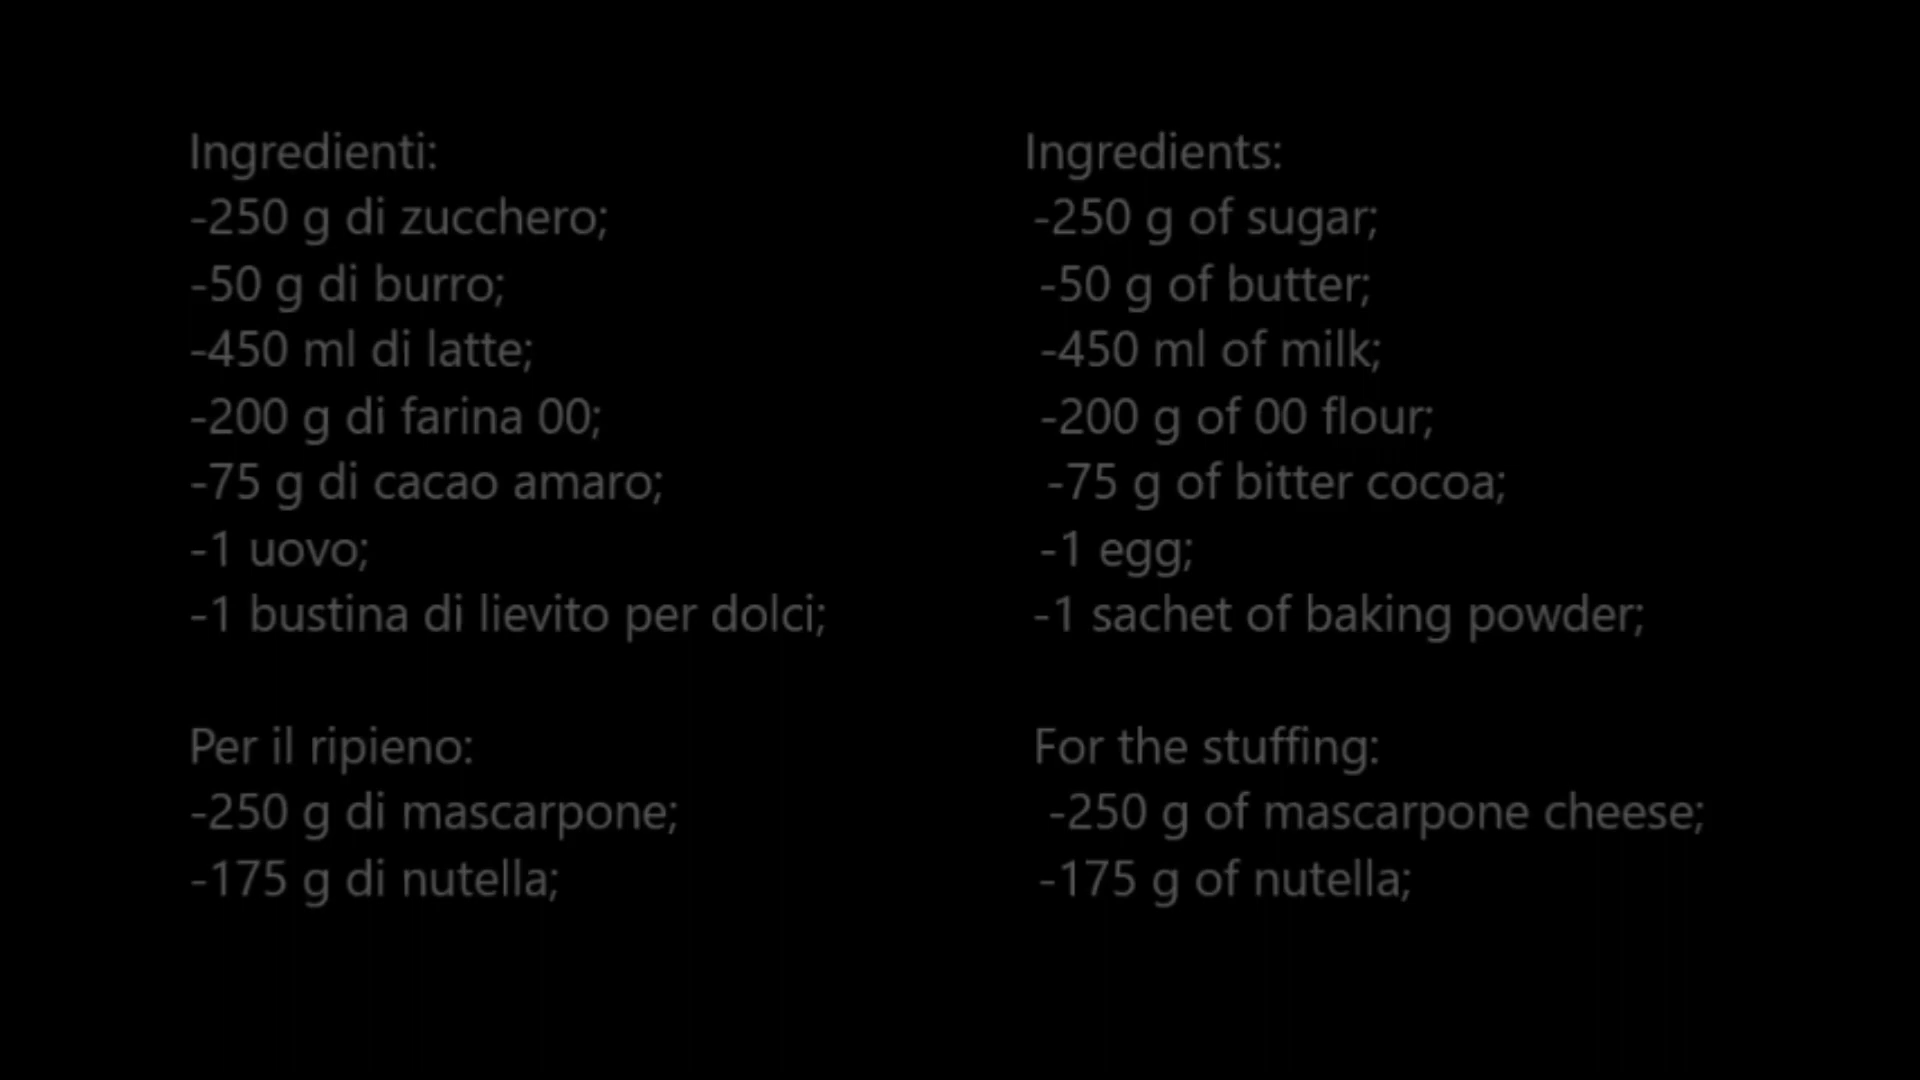 Ingredienti:
-250 g di zucchero;
-50 g di burro;
-450 ml di latte;
-200 g di farina 00;
-75 g di cacao amaro;
-1 uovo;
-1 bustina di lievito per dolci;
Per il ripieno:
-250 g di mascarpone;
-175 g di nutella;
Ingredients:
-250 g of sugar;
-50 g of butter;
-450 ml of milk;
-200 g of 00 flour;
-75 g of bitter cocoa;
-1 egg;
-1 sachet of baking powder;
For the stuffing:
-250 g of mascarpone cheese;
-175 g of nutella;